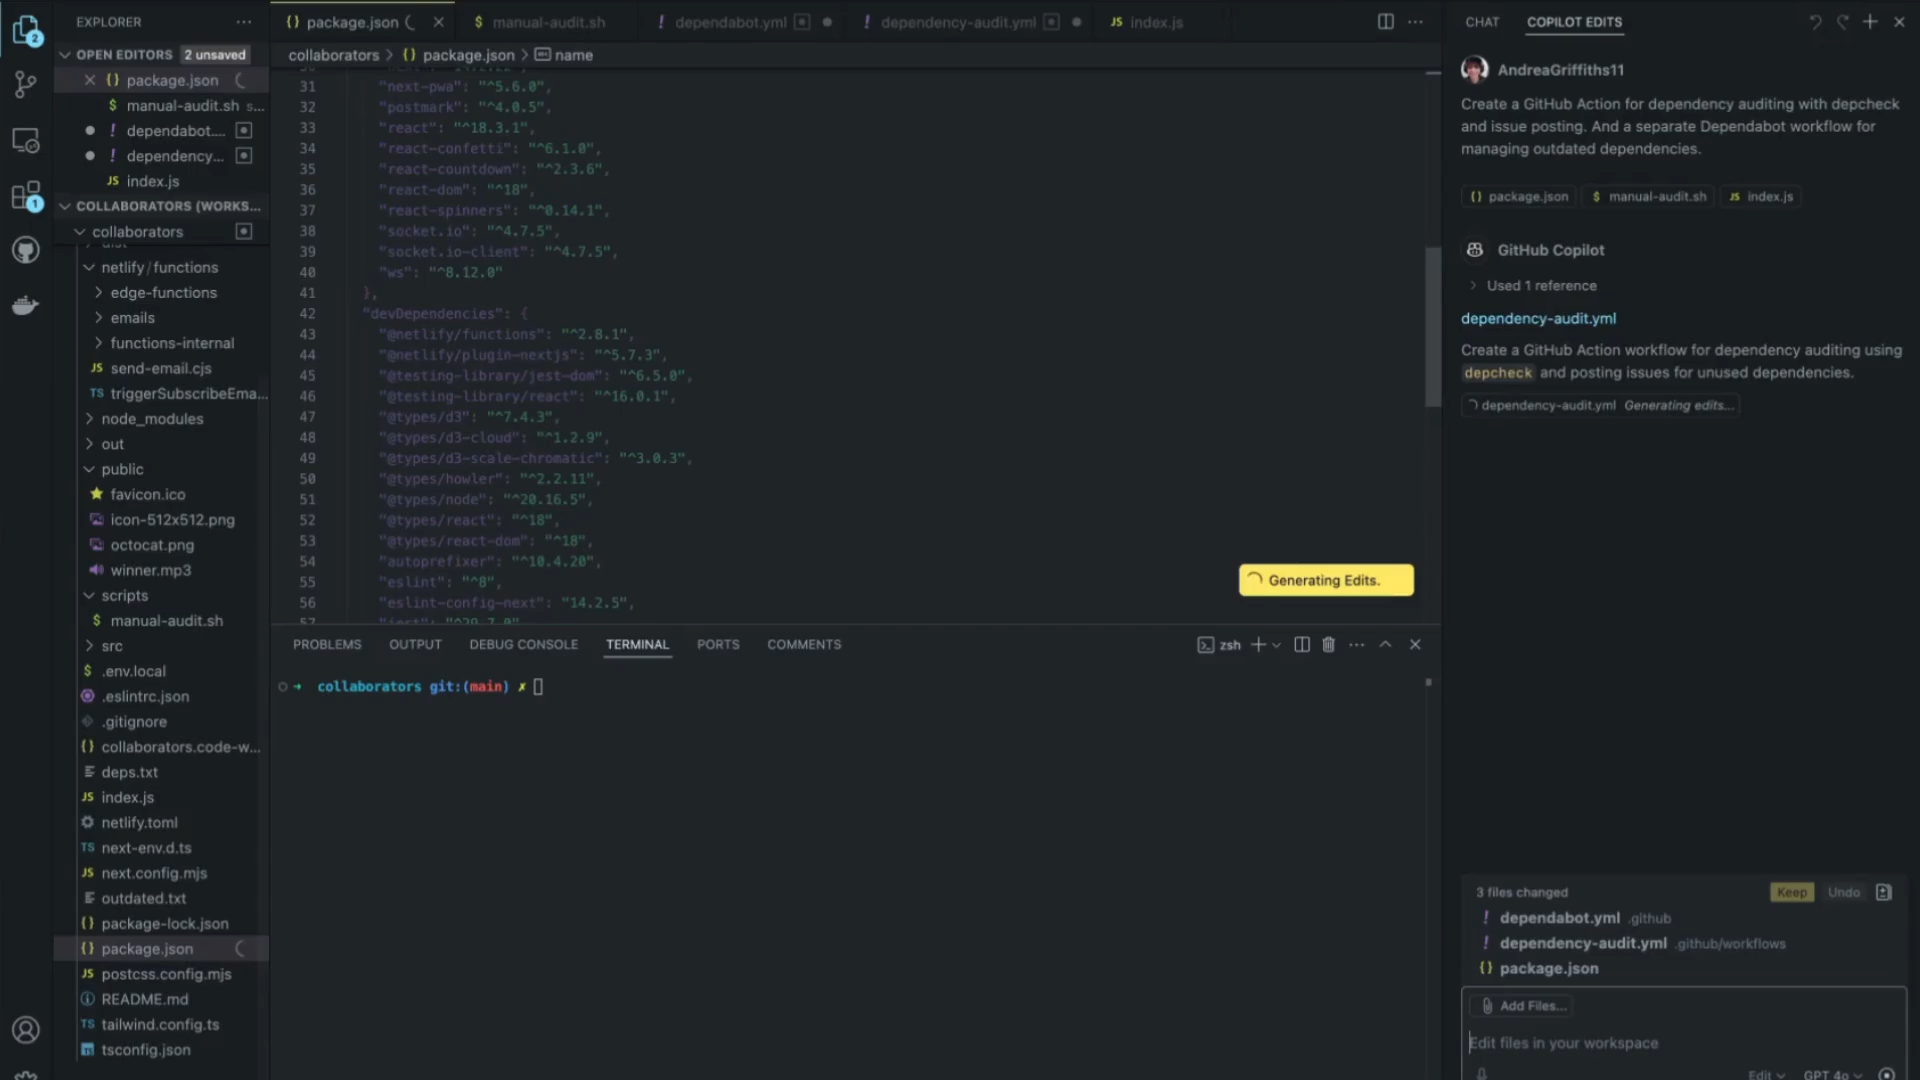 EXPLORER
OPEN EDITORS 2 unsaved
package.json
manual-audit.sh s...
dependabot....
dependency...
index.js
COLLABORATORS (WORKS...
collaborators
dist
netlify/functions
edge-functions
emails
functions-internal
send-email.cjs
triggerSubscribeEma...
node_modules
out
public
favicon.ico
icon-512x512.png
octocat.png
winner.mp3
scripts
manual-audit.sh
src
.env.local
.eslintrc.json
.gitignore
collaborators.code-w...
deps.txt
index.js
netlify.toml
next-env.d.ts
next.config.mjs
outdated.txt
package-lock.json
package.json
postcss.config.mjs
README.md
tailwind.config.ts
tsconfig.json
package.json
manual-audit.sh
dependabot.yml
dependency-audit.yml
index.js
collaborators > package.json > name
31 "next-pwa": "^5.6.0",
32 "postmark": "^4.0.5",
33 "react": "^18.3.1",
34 "react-confetti": "^6.1.0",
35 "react-countdown": "^2.3.6",
36 "react-dom": "^18",
37 "react-spinners": "^0.14.1",
38 "socket.io": "^4.7.5",
39 "socket.io-client": "^4.7.5",
40 "ws": "^8.12.0"
41 },
42 "devDependencies": {
43 "@netlify/functions": "^2.8.1",
44 "@netlify/plugin-nextjs": "^5.7.3",
45 "@testing-library/jest-dom": "^6.5.0",
46 "@testing-library/react": "^16.0.1",
47 "@types/d3": "^7.4.3",
48 "@types/d3-cloud": "^1.2.9",
49 "@types/d3-scale-chromatic": "^3.0.3",
50 "@types/howler": "^2.2.11",
51 "@types/node": "^20.16.5",
52 "@types/react": "^18",
53 "@types/react-dom": "^18",
54 "autoprefixer": "^10.4.20",
55 "eslint": "^8",
56 "eslint-config-next": "14.2.5",
57 "jest": "^29.7.0"
Generating Edits.
PROBLEMS OUTPUT DEBUG CONSOLE TERMINAL PORTS COMMENTS
zsh
collaborators git:(main) ✗
CHAT COPILOT EDITS
AndreaGriffiths11
Create a GitHub Action for dependency auditing with depcheck
and issue posting. And a separate Dependabot workflow for
managing outdated dependencies.
package.json manual-audit.sh index.js
GitHub Copilot
Used 1 reference
dependency-audit.yml
Create a GitHub Action workflow for dependency auditing using
depcheck and posting issues for unused dependencies.
dependency-audit.yml Generating edits...
3 files changed Keep Undo
dependabot.yml .github
dependency-audit.yml .github/workflows
package.json
Add Files...
Edit files in your workspace
Edit GPT 4o